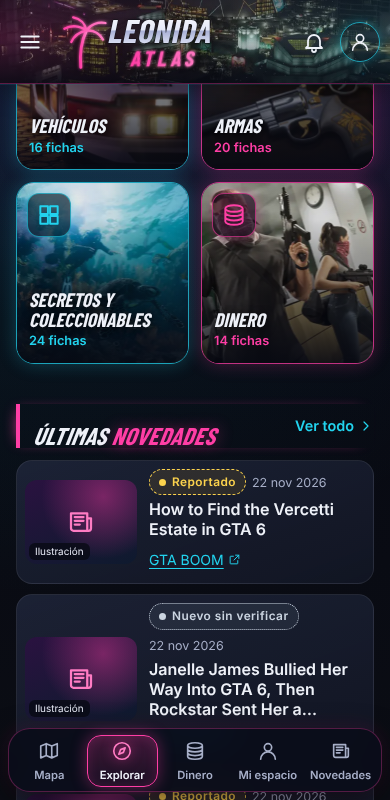 LEONIDA
ATLAS
VEHÍCULOS
16 fichas
ARMAS
20 fichas
SECRETOS Y
COLECCIONABLES
24 fichas
DINERO
14 fichas
ÚLTIMAS NOVEDADES
Ver todo
Reportado 22 nov 2026
How to Find the Vercetti
Estate in GTA 6
Ilustración
GTA BOOM
Nuevo sin verificar
22 nov 2026
Janelle James Bullied Her
Way Into GTA 6, Then
Rockstar Sent Her a...
Ilustración
Mapa
Explorar
Dinero
Mi espacio
Novedades
Reportado 22 nov 2026